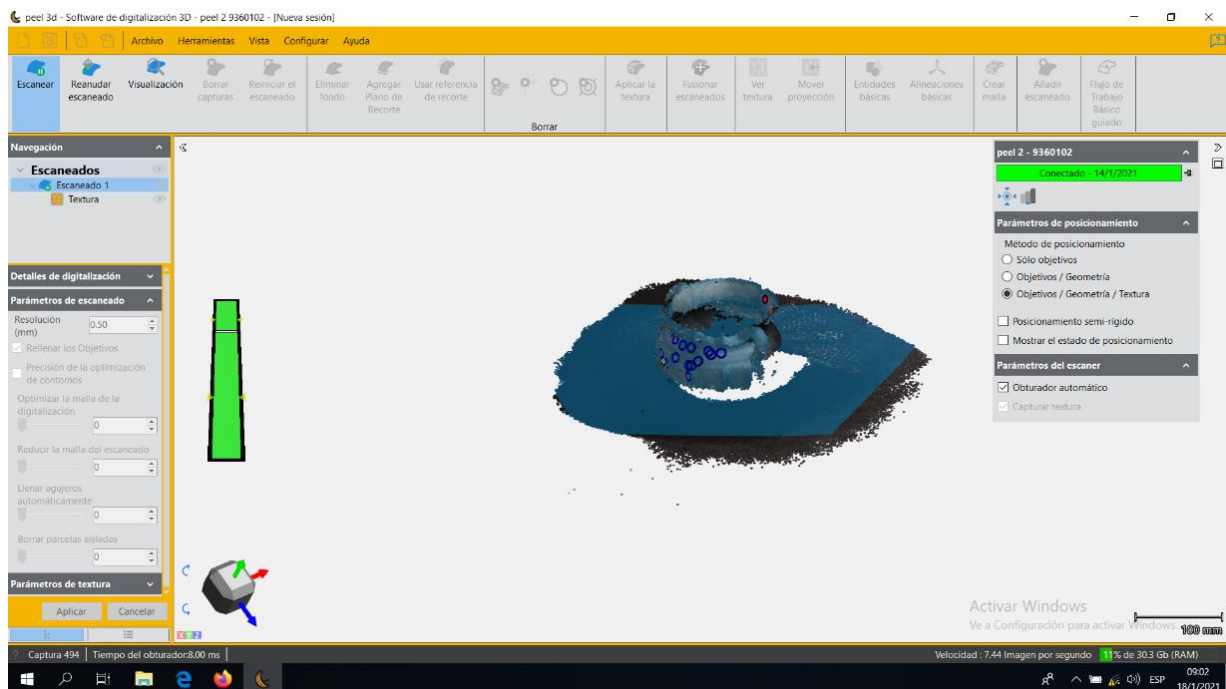 peel 3d - Software de digitalización 3D - peel 2 9360102 - [Nueva sesión]
Archivo Herramientas Vista Configurar Ayuda
Escanear
Reanudar escaneado
Visualización
Borrar capturas
Reiniciar el escaneado
Eliminar fondo
Agregar Plano de Recorte
Usar referencia de recorte
Borrar
Aplicar la textura
Fusionar escaneados
Ver textura
Mover proyección
Entidades básicas
Alineaciones básicas
Crear malla
Añadir escaneado
Flujo de Trabajo Básico guiado
Navegación
Escaneados
Escaneado 1
Textura
Detalles de digitalización
Parámetros de escaneado
Resolución (mm) 0.50
Rellenar los Objetivos
Precisión de la optimización de contornos
Optimizar la malla de la digitalización
0
Reducir la malla del escaneado
0
Llenar agujeros automáticamente
0
Borrar parcelas aisladas
0
Parámetros de textura
Aplicar Cancelar
X Y Z
peel 2 - 9360102
Conectado - 14/1/2021
Parámetros de posicionamiento
Método de posicionamiento
Sólo objetivos
Objetivos / Geometría
Objetivos / Geometría / Textura
Posicionamiento semi-rígido
Mostrar el estado de posicionamiento
Parámetros del escaner
Obturador automático
Capturar textura
Activar Windows
Ve a Configuración para activar Windows.
100 mm
? Captura 494 Tiempo del obturador:8.00 ms
Velocidad : 7.44 Imagen por segundo 11% de 30.3 Gb (RAM)
ESP
09:02
18/1/2021